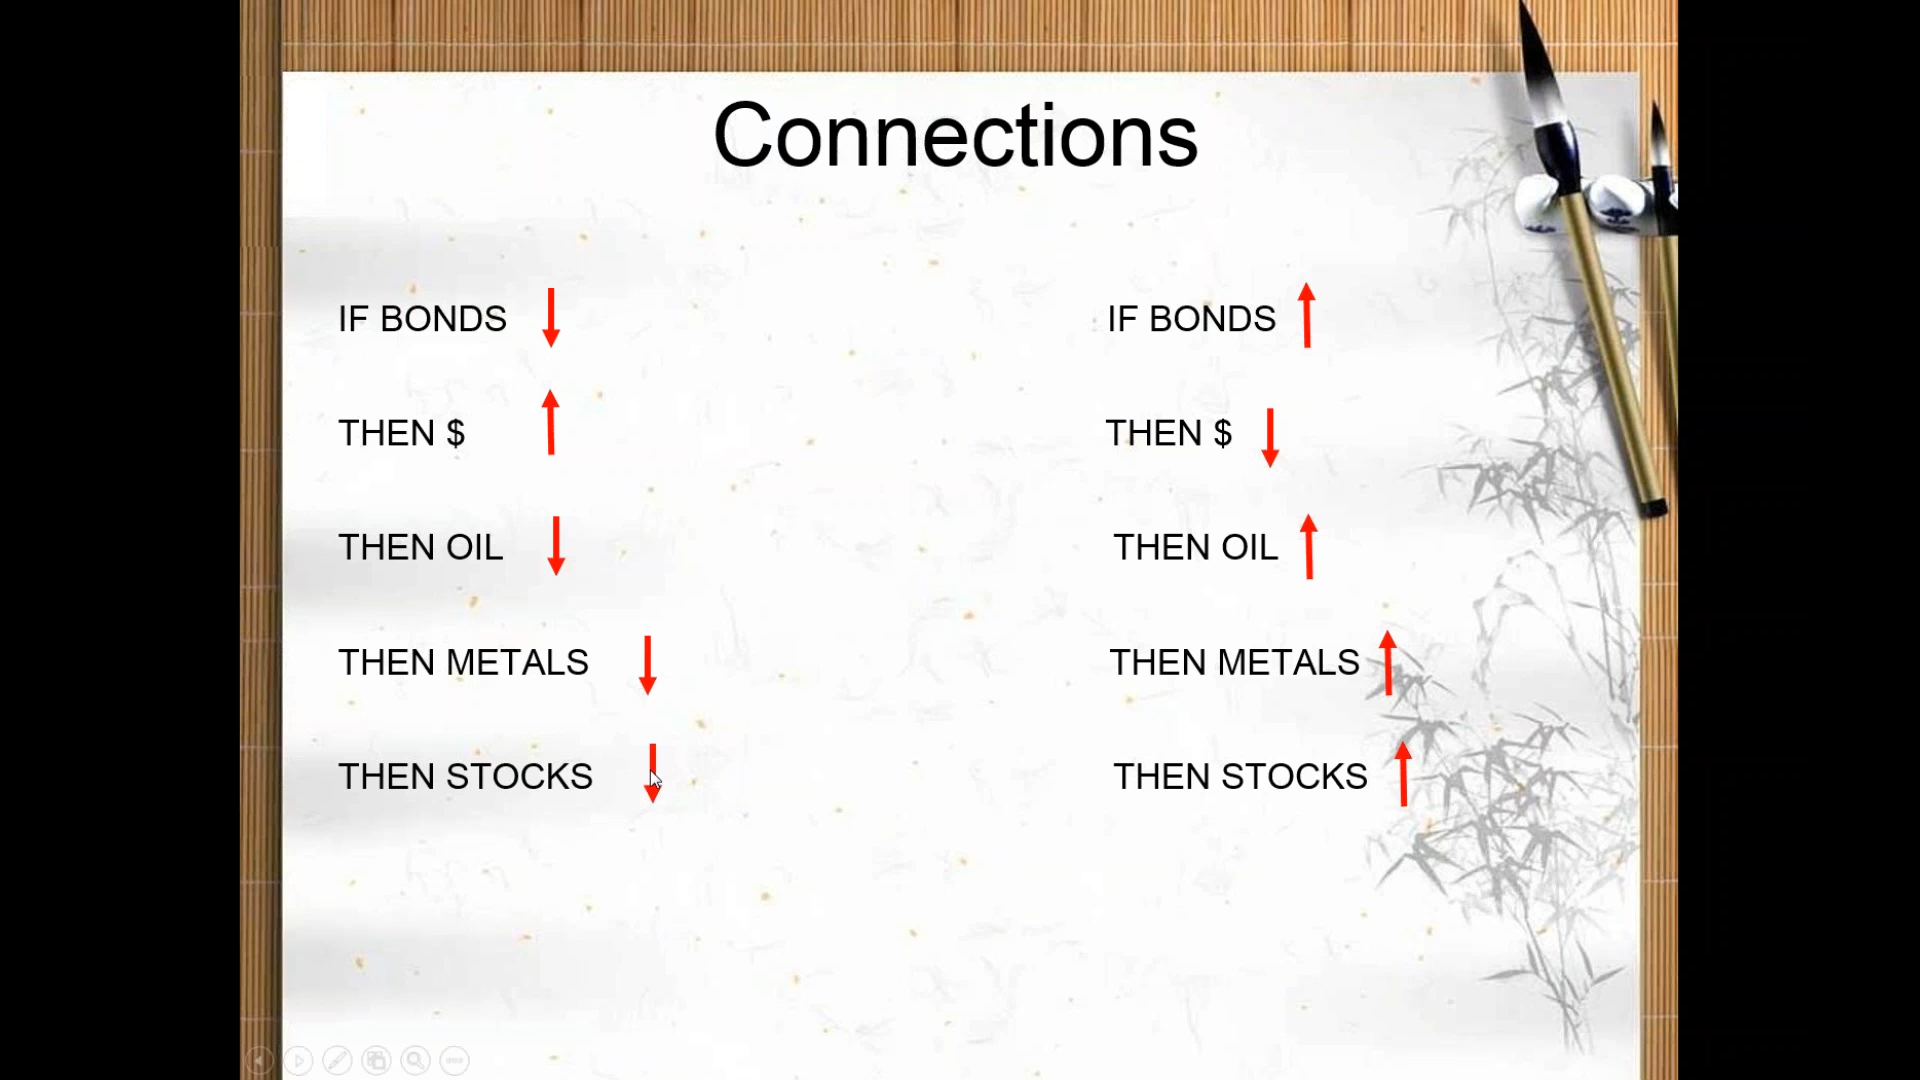 Connections
IF BONDS
THEN $
THEN OIL
THEN METALS
THEN STOCKS
IF BONDS
THEN $
THEN OIL
THEN METALS
THEN STOCKS